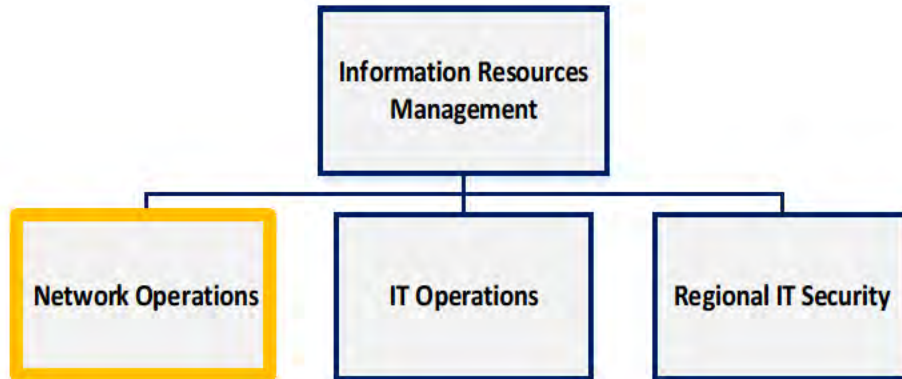 Information Resources
Management
Network Operations
IT Operations
Regional IT Security